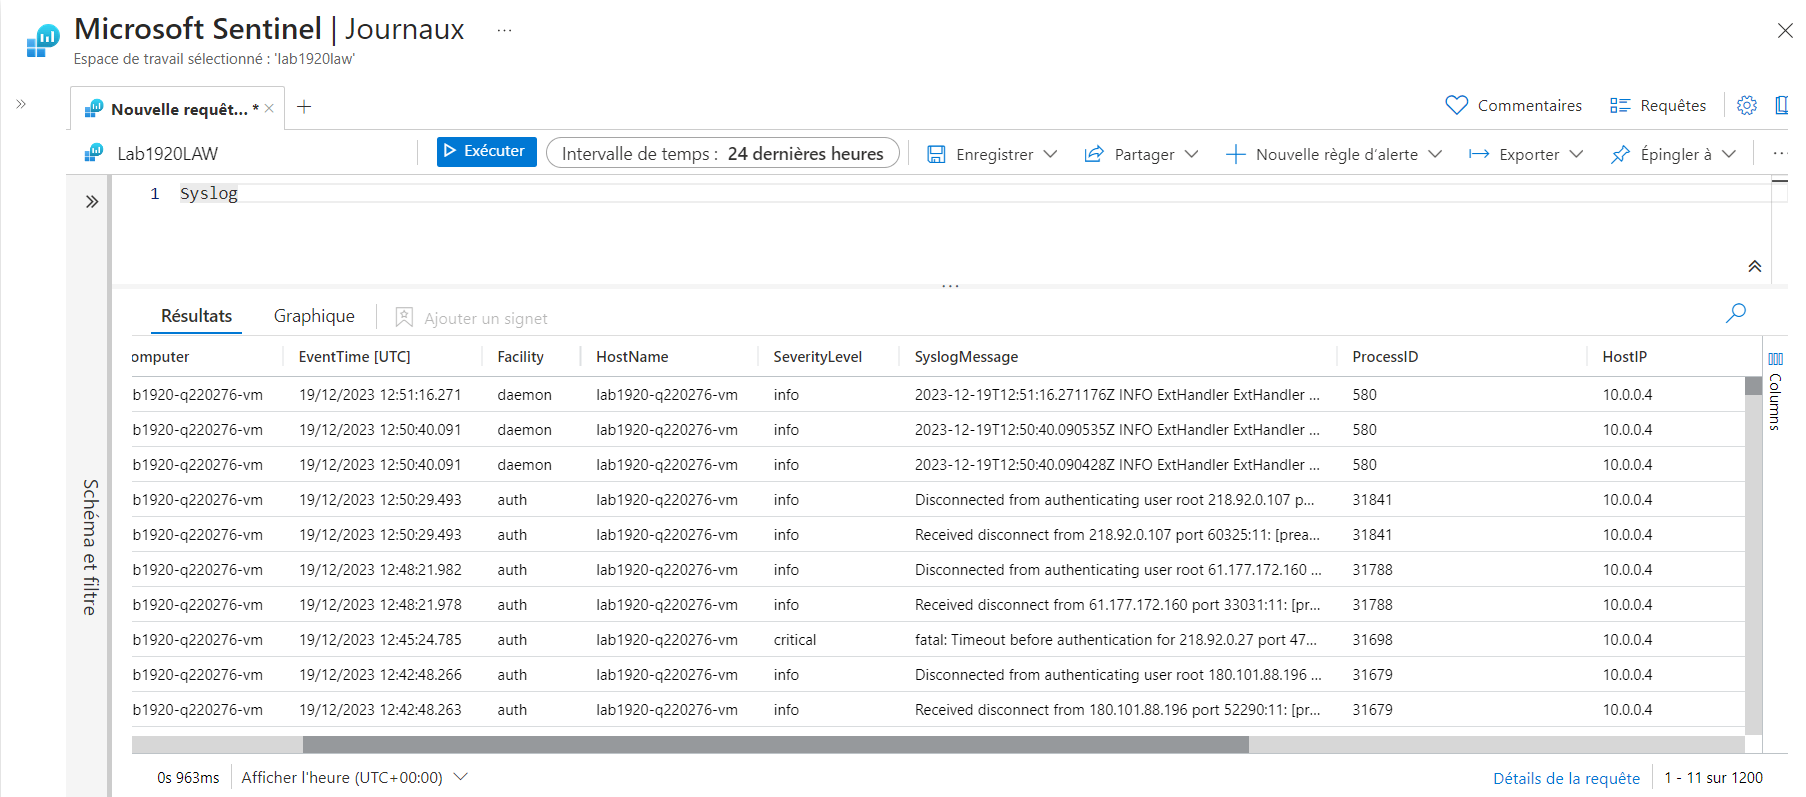 Microsoft Sentinel | Journaux ...
Espace de travail sélectionné : 'lab1920law'
Nouvelle requêt... *
Commentaires
Requêtes
Lab1920LAW
Exécuter
Intervalle de temps : 24 dernières heures
Enregistrer
Partager
Nouvelle règle d'alerte
Exporter
Épingler à
1 Syslog
Schéma et filtre
Résultats
Graphique
Ajouter un signet
omputer EventTime [UTC] Facility HostName SeverityLevel SyslogMessage ProcessID HostIP
b1920-q220276-vm 19/12/2023 12:51:16.271 daemon lab1920-q220276-vm info 2023-12-19T12:51:16.271176Z INFO ExtHandler ExtHandler ... 580 10.0.0.4
b1920-q220276-vm 19/12/2023 12:50:40.091 daemon lab1920-q220276-vm info 2023-12-19T12:50:40.090535Z INFO ExtHandler ExtHandler ... 580 10.0.0.4
b1920-q220276-vm 19/12/2023 12:50:40.091 daemon lab1920-q220276-vm info 2023-12-19T12:50:40.090428Z INFO ExtHandler ExtHandler ... 580 10.0.0.4
b1920-q220276-vm 19/12/2023 12:50:29.493 auth lab1920-q220276-vm info Disconnected from authenticating user root 218.92.0.107 p... 31841 10.0.0.4
b1920-q220276-vm 19/12/2023 12:50:29.493 auth lab1920-q220276-vm info Received disconnect from 218.92.0.107 port 60325:11: [prea... 31841 10.0.0.4
b1920-q220276-vm 19/12/2023 12:48:21.982 auth lab1920-q220276-vm info Disconnected from authenticating user root 61.177.172.160 ... 31788 10.0.0.4
b1920-q220276-vm 19/12/2023 12:48:21.978 auth lab1920-q220276-vm info Received disconnect from 61.177.172.160 port 33031:11: [pr... 31788 10.0.0.4
b1920-q220276-vm 19/12/2023 12:45:24.785 auth lab1920-q220276-vm critical fatal: Timeout before authentication for 218.92.0.27 port 47... 31698 10.0.0.4
b1920-q220276-vm 19/12/2023 12:42:48.266 auth lab1920-q220276-vm info Disconnected from authenticating user root 180.101.88.196 ... 31679 10.0.0.4
b1920-q220276-vm 19/12/2023 12:42:48.263 auth lab1920-q220276-vm info Received disconnect from 180.101.88.196 port 52290:11: [pr... 31679 10.0.0.4
Columns
0s 963ms
Afficher l'heure (UTC+00:00)
Détails de la requête
1 - 11 sur 1200